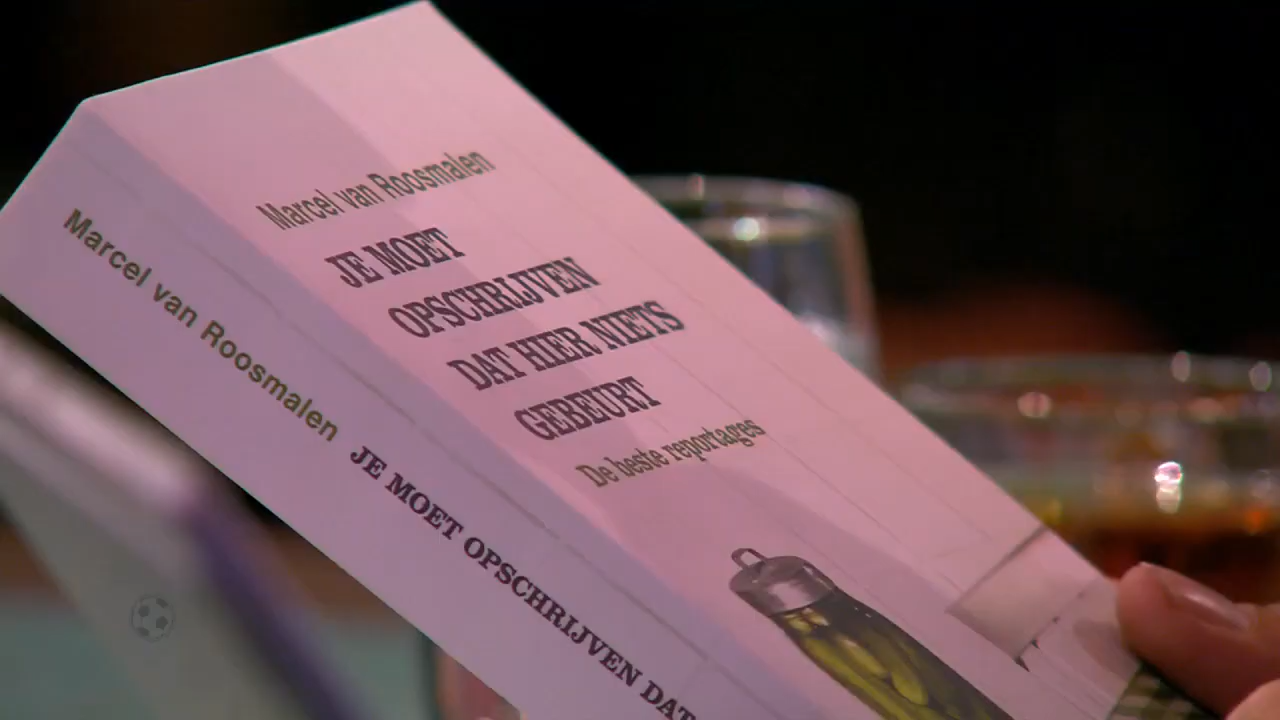 Marcel van Roosmalen
JE MOET
OPSCHRIJVEN
DAT HIER NIETS
GEBEURT
De beste reportages
Marcel van Roosmalen JE MOET OPSCHRIJVEN DAT